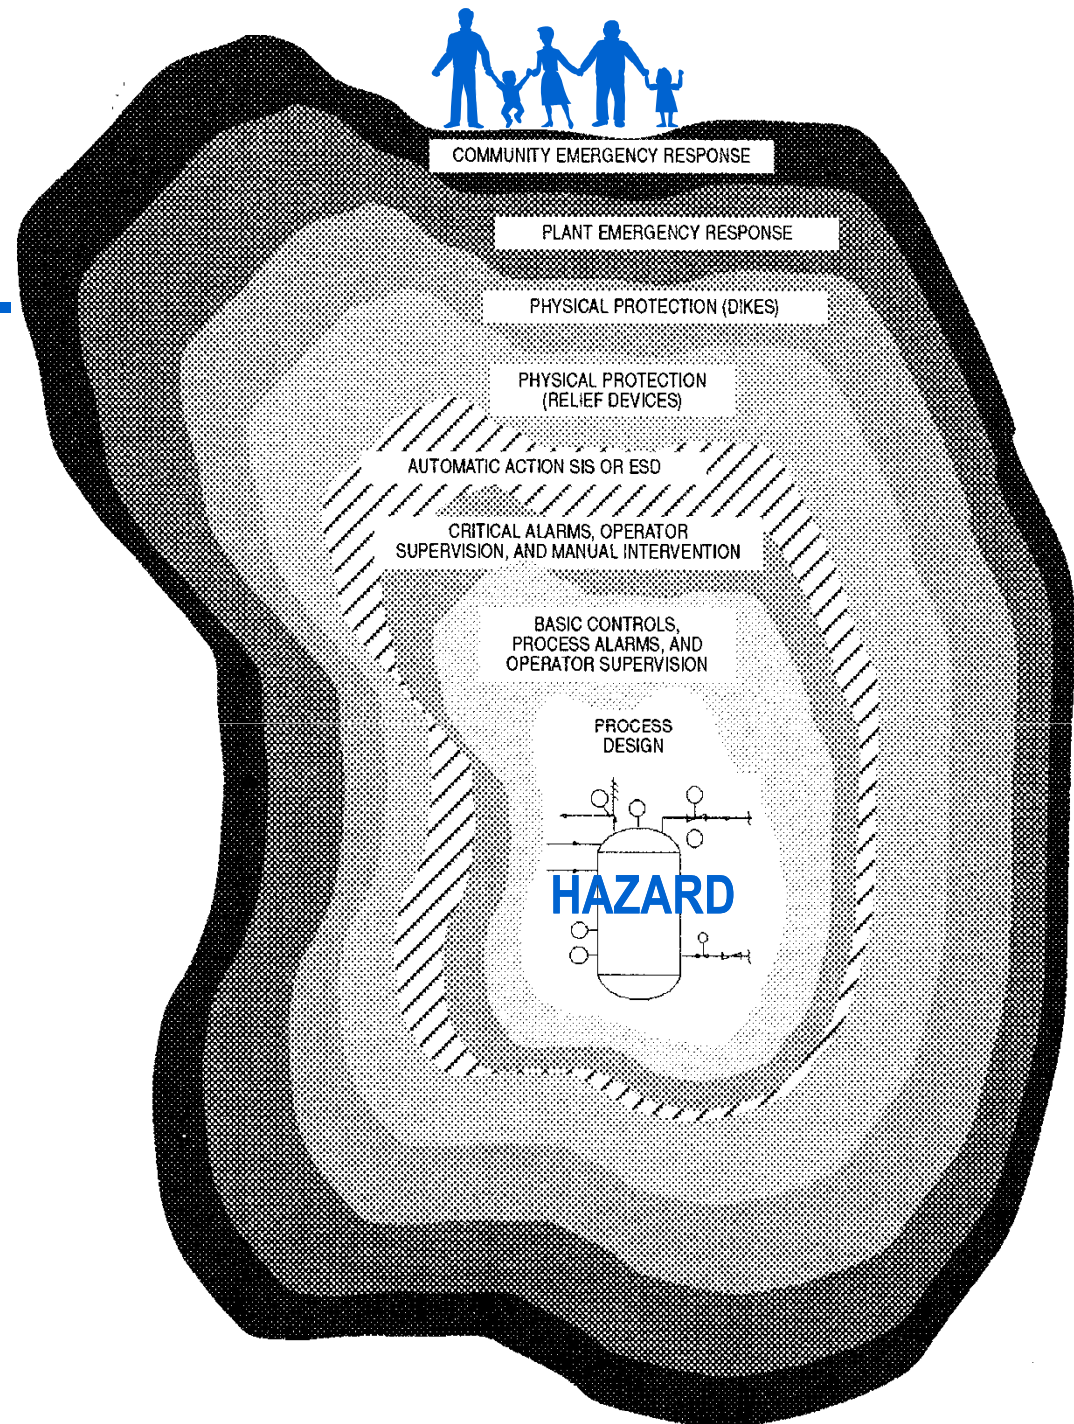 COMMUNITY EMERGENCY RESPONSE
PLANT EMERGENCY RESPONSE
PHYSICAL PROTECTION (DIKES)
PHYSICAL PROTECTION
(RELIEF DEVICES)
AUTOMATIC ACTION SIS OR ESD
CRITICAL ALARMS, OPERATOR
SUPERVISION, AND MANUAL INTERVENTION
BASIC CONTROLS,
PROCESS ALARMS, AND
OPERATOR SUPERVISION
PROCESS
DESIGN
HAZARD